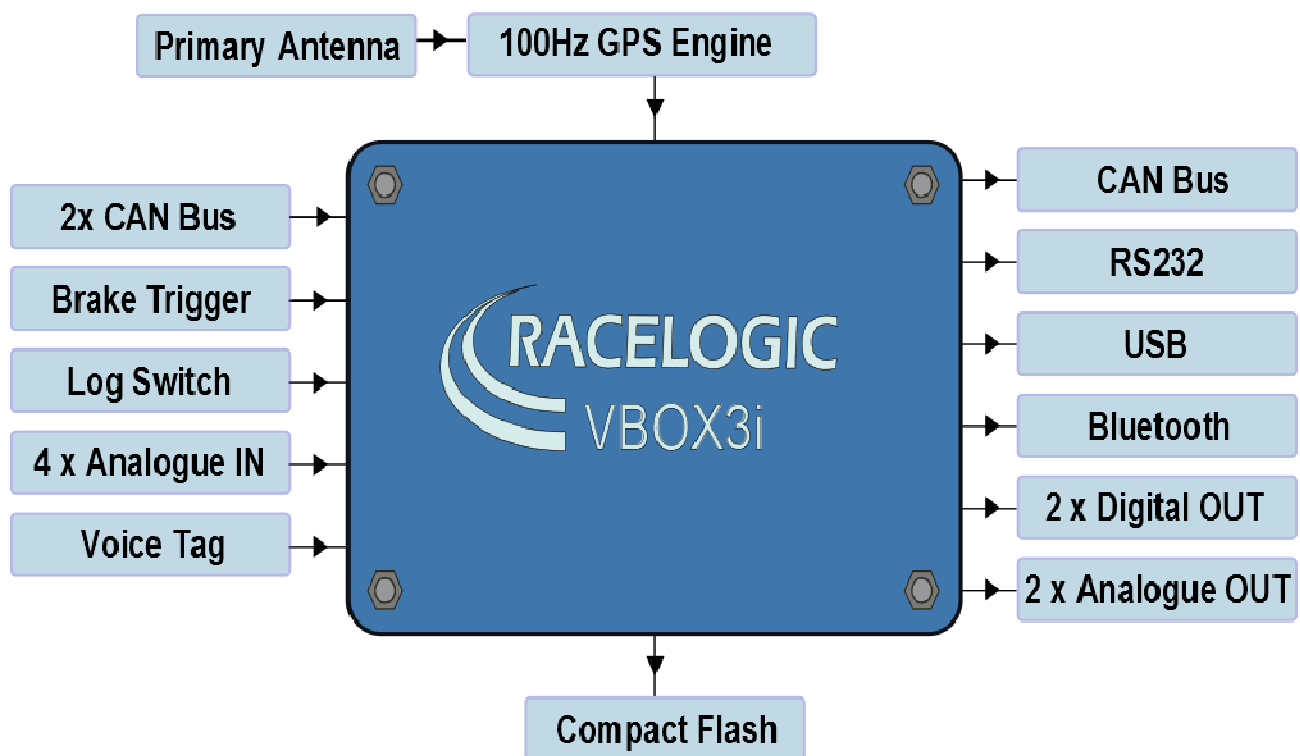 Primary Antenna
100Hz GPS Engine
2x CAN Bus
Brake Trigger
Log Switch
4 x Analogue IN
Voice Tag
RACELOGIC
VBOX3i
CAN Bus
RS232
USB
Bluetooth
2 x Digital OUT
2 x Analogue OUT
Compact Flash